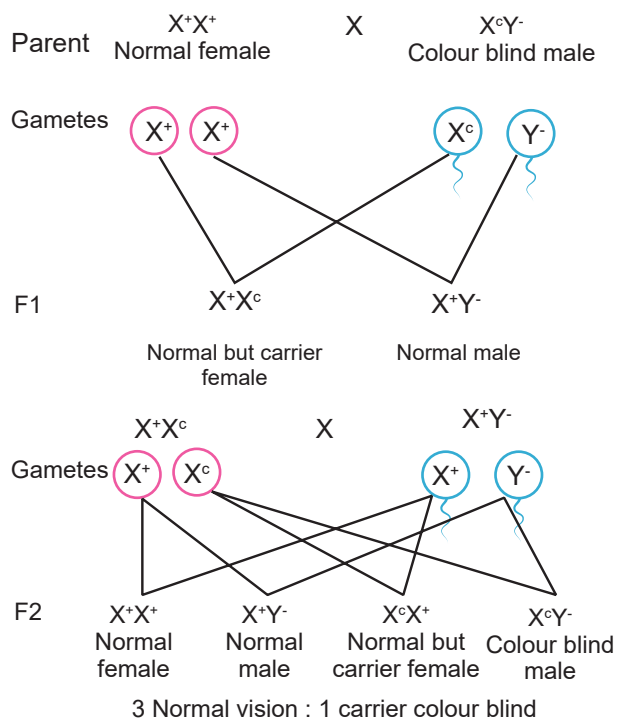 Parent X⁺X⁺ X XᶜY⁻
Normal female Colour blind male
Gametes X⁺ X⁺ Xᶜ Y⁻
F1 X⁺Xᶜ X⁺Y⁻
Normal but carrier Normal male
female
X⁺Xᶜ X X⁺Y⁻
Gametes X⁺ Xᶜ X⁺ Y⁻
F2 X⁺X⁺ X⁺Y⁻ XᶜX⁺ XᶜY⁻
Normal Normal Normal but Colour blind
female male carrier female male
3 Normal vision : 1 carrier colour blind